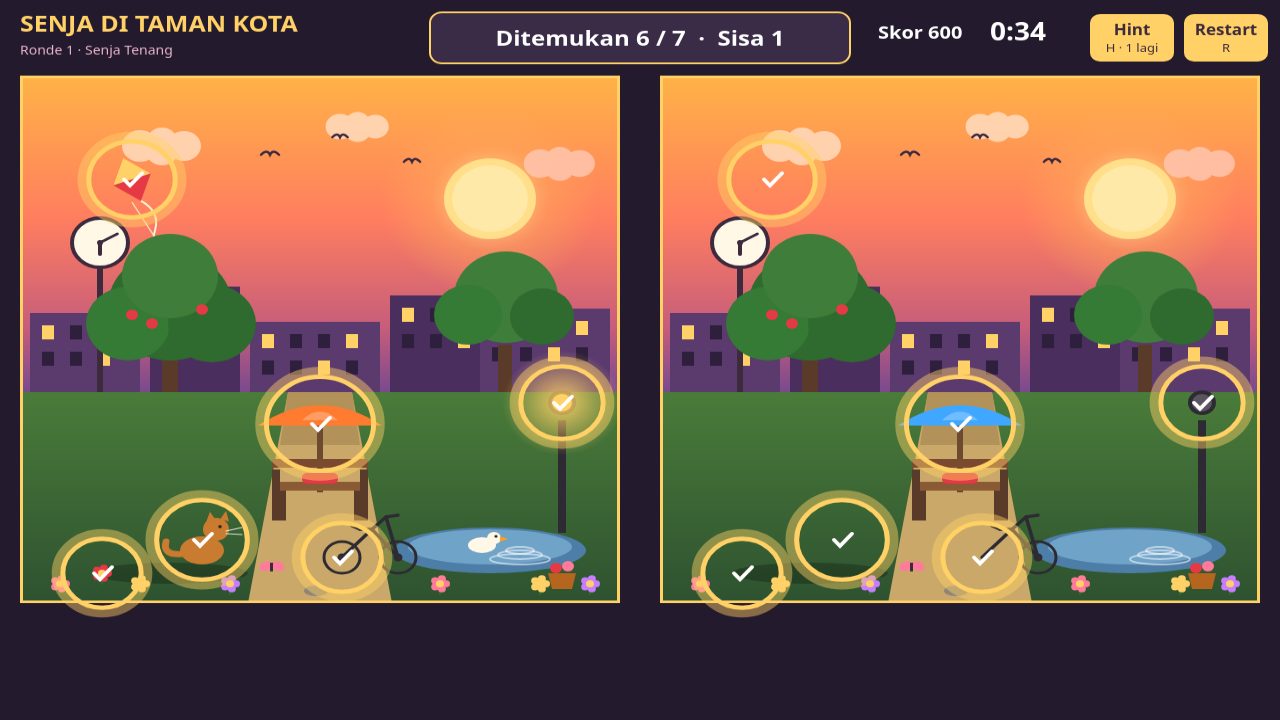 SENJA DI TAMAN KOTA
Ronde 1 · Senja Tenang
Ditemukan 6 / 7 · Sisa 1
Skor 600
0:34
Hint
H · 1 lagi
Restart
R